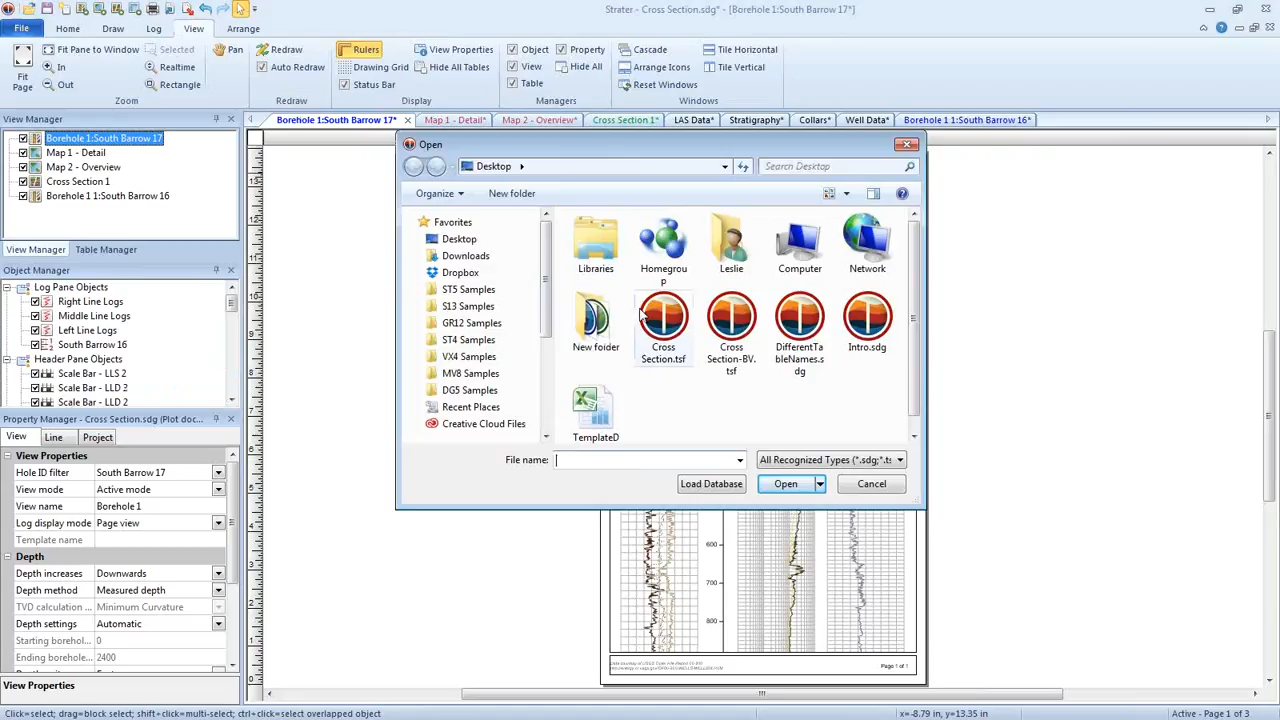 Strater - Cross Section.sdg* - [Borehole 1:South Barrow 17*]
File
Home
Draw
Log
View
Arrange
Fit Page
Fit Pane to Window
In
Out
Selected
Realtime
Rectangle
Pan
Zoom
Redraw
Auto Redraw
Redraw
Rulers
Drawing Grid
Status Bar
View Properties
Hide All Tables
Display
Object
View
Table
Property
Hide All
Managers
Cascade
Arrange Icons
Reset Windows
Tile Horizontal
Tile Vertical
Windows
View Manager
Borehole 1:South Barrow 17
Map 1 - Detail
Map 2 - Overview
Cross Section 1
Borehole 1 1:South Barrow 16
View Manager
Table Manager
Object Manager
Log Pane Objects
Right Line Logs
Middle Line Logs
Left Line Logs
South Barrow 16
Header Pane Objects
Scale Bar - LLS 2
Scale Bar - LLD 2
Scale Bar - LLD 2
Property Manager - Cross Section.sdg (Plot doc...
View
Line
Project
View Properties
Hole ID filter South Barrow 17
View mode Active mode
View name Borehole 1
Log display mode Page view
Template name
Depth
Depth increases Downwards
Depth method Measured depth
TVD calculation ... Minimum Curvature
Depth settings Automatic
Starting borehol... 0
Ending borehole... 2400
View Properties
Borehole 1:South Barrow 17*
Map 1 - Detail*
Map 2 - Overview*
Cross Section 1*
LAS Data*
Stratigraphy*
Collars*
Well Data*
Borehole 1 1:South Barrow 16*
Open
Desktop
Search Desktop
Organize
New folder
Favorites
Desktop
Downloads
Dropbox
ST5 Samples
S13 Samples
GR12 Samples
ST4 Samples
VX4 Samples
MV8 Samples
DG5 Samples
Recent Places
Creative Cloud Files
Libraries
Homegrou
p
Leslie
Computer
Network
New folder
Cross
Section.tsf
Cross
Section-BV.
tsf
DifferentTa
bleNames.s
dg
Intro.sdg
TemplateD
File name:
All Recognized Types (*.sdg;*.ts
Load Database
Open
Cancel
600
700
800
Page 1 of 1
Click=select; drag=block select; shift+click=multi-select; ctrl+click=select overlapped object
x=-8.79 in, y=13.35 in
Active - Page 1 of 3